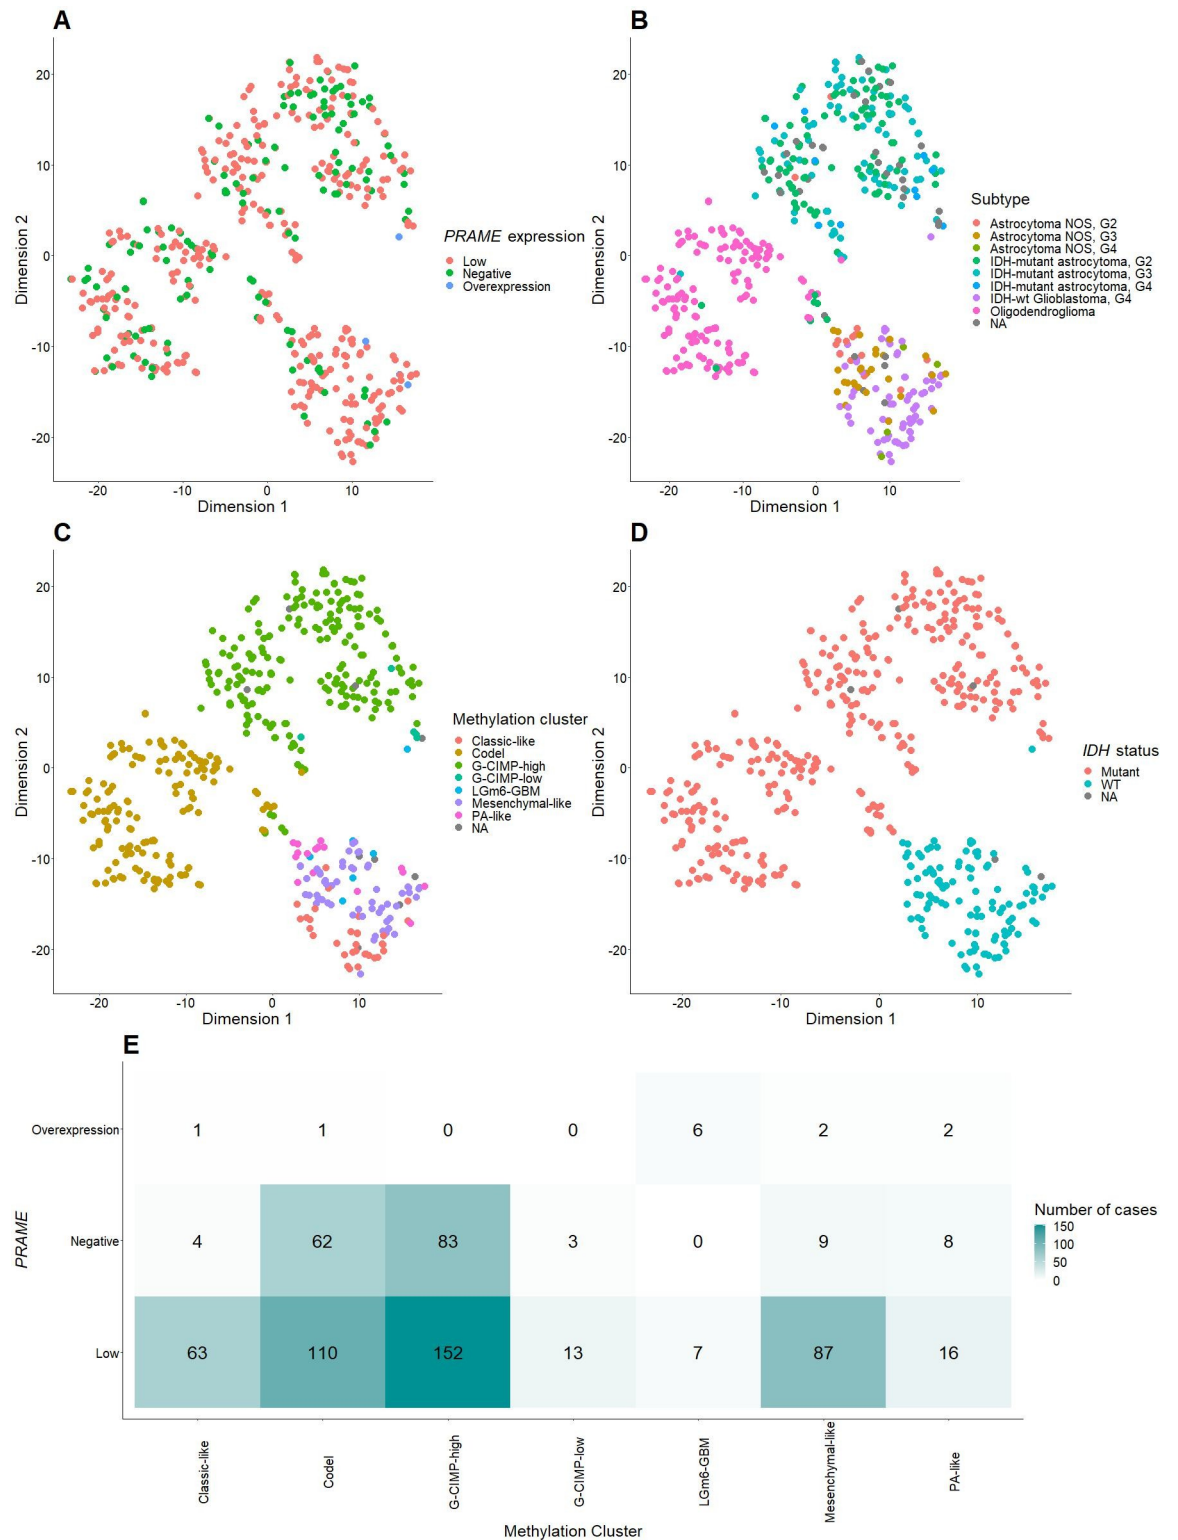 A
20
10
0
-10
-20
-20
-10
0
10
Dimension 1
Dimension 2
PRAME expression
Low
Negative
Overexpression
B
20
10
0
-10
-20
-20
-10
0
10
Dimension 1
Dimension 2
Subtype
Astrocytoma NOS, G2
Astrocytoma NOS, G3
Astrocytoma NOS, G4
IDH-mutant astrocytoma, G2
IDH-mutant astrocytoma, G3
IDH-mutant astrocytoma, G4
IDH-wt Glioblastoma, G4
Oligodendroglioma
NA
C
20
10
0
-10
-20
-20
-10
0
10
Dimension 1
Dimension 2
Methylation cluster
Classic-like
Codel
G-CIMP-high
G-CIMP-low
LGm6-GBM
Mesenchymal-like
PA-like
NA
D
20
10
0
-10
-20
-20
-10
0
10
Dimension 1
Dimension 2
IDH status
Mutant
WT
NA
E
PRAME
Overexpression 1 1 0 0 6 2 2
Negative 4 62 83 3 0 9 8
Low 63 110 152 13 7 87 16
Classic-like
Codel
G-CIMP-high
G-CIMP-low
LGm6-GBM
Mesenchymal-like
PA-like
Methylation Cluster
Number of cases
150
100
50
0